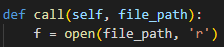 def call(self, file_path):
    f = open(file_path, 'r')